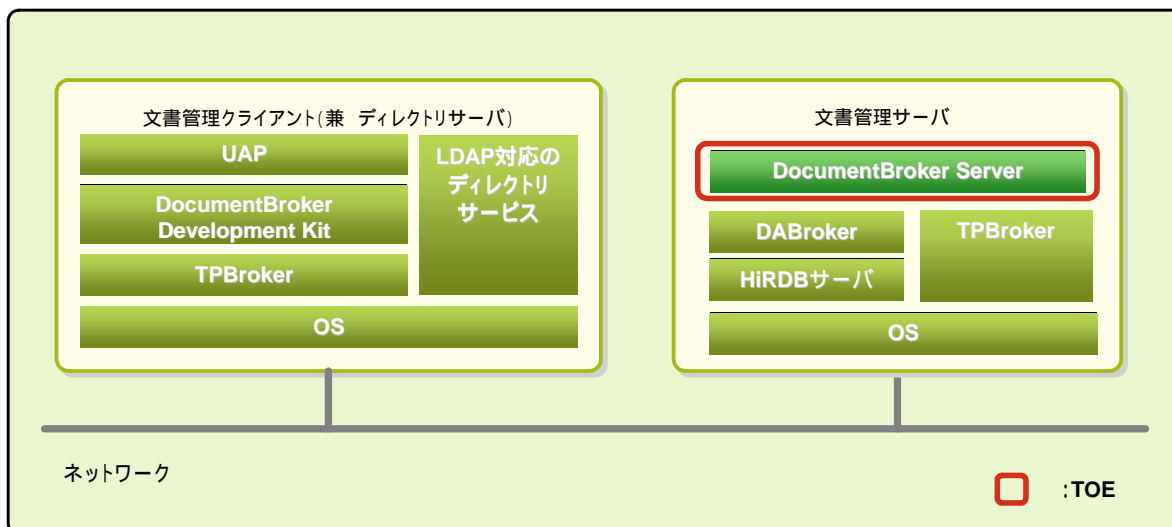 文書管理クライアント(兼 ディレクトリサーバ)
UAP
DocumentBroker
Development Kit
TPBroker
LDAP対応の
ディレクトリ
サービス
OS
文書管理サーバ
DocumentBroker Server
DABroker
HiRDBサーバ
TPBroker
OS
ネットワーク
:TOE